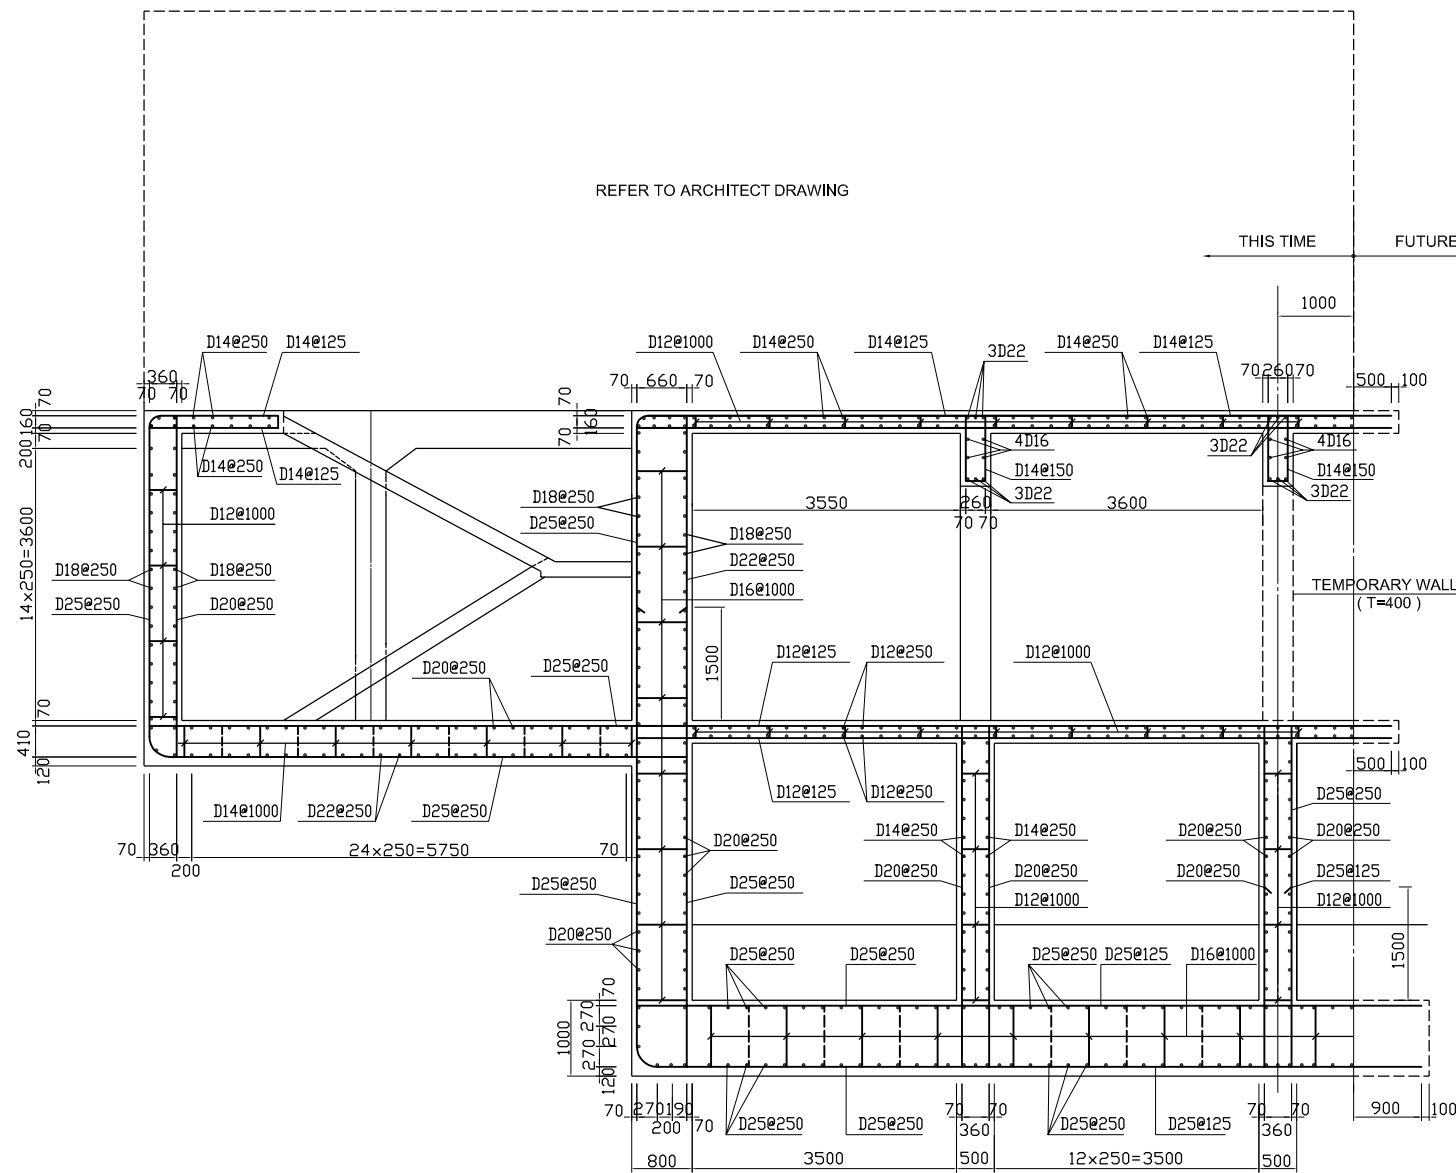 REFER TO ARCHITECT DRAWING
THIS TIME
FUTURE
1000
D14@250
D14@125
D12@1000
D14@250
D14@125
3D22
D14@250
D14@125
360
70 70
70
660
70
70 260 70
500
100
70
160
70
200
70
160
70
D14@250
D14@125
4D16
D14@150
3D22
3D22
4D16
D14@150
3D22
3550
260
70 70
3600
D12@1000
D18@250
D25@250
D18@250
D22@250
D16@1000
14×250=3600
D18@250
D25@250
D18@250
D20@250
TEMPORARY WALL
( T=400 )
1500
D12@125
D12@250
D12@1000
D20@250
D25@250
70
410
120
500
100
D14@1000
D22@250
D25@250
D12@125
D12@250
D25@250
70
360
24×250=5750
70
200
D20@250
D14@250
D14@250
D20@250
D20@250
D25@250
D25@250
D20@250
D20@250
D20@250
D25@125
D12@1000
D12@1000
D20@250
1500
D25@250
D25@250
D25@250
D25@125
D16@1000
70
270
270
270
120
1000
70
270
190
70
200
D25@250
D25@250
D25@250
D25@125
70
70
360
70
70
360
900
100
800
3500
500
12×250=3500
500